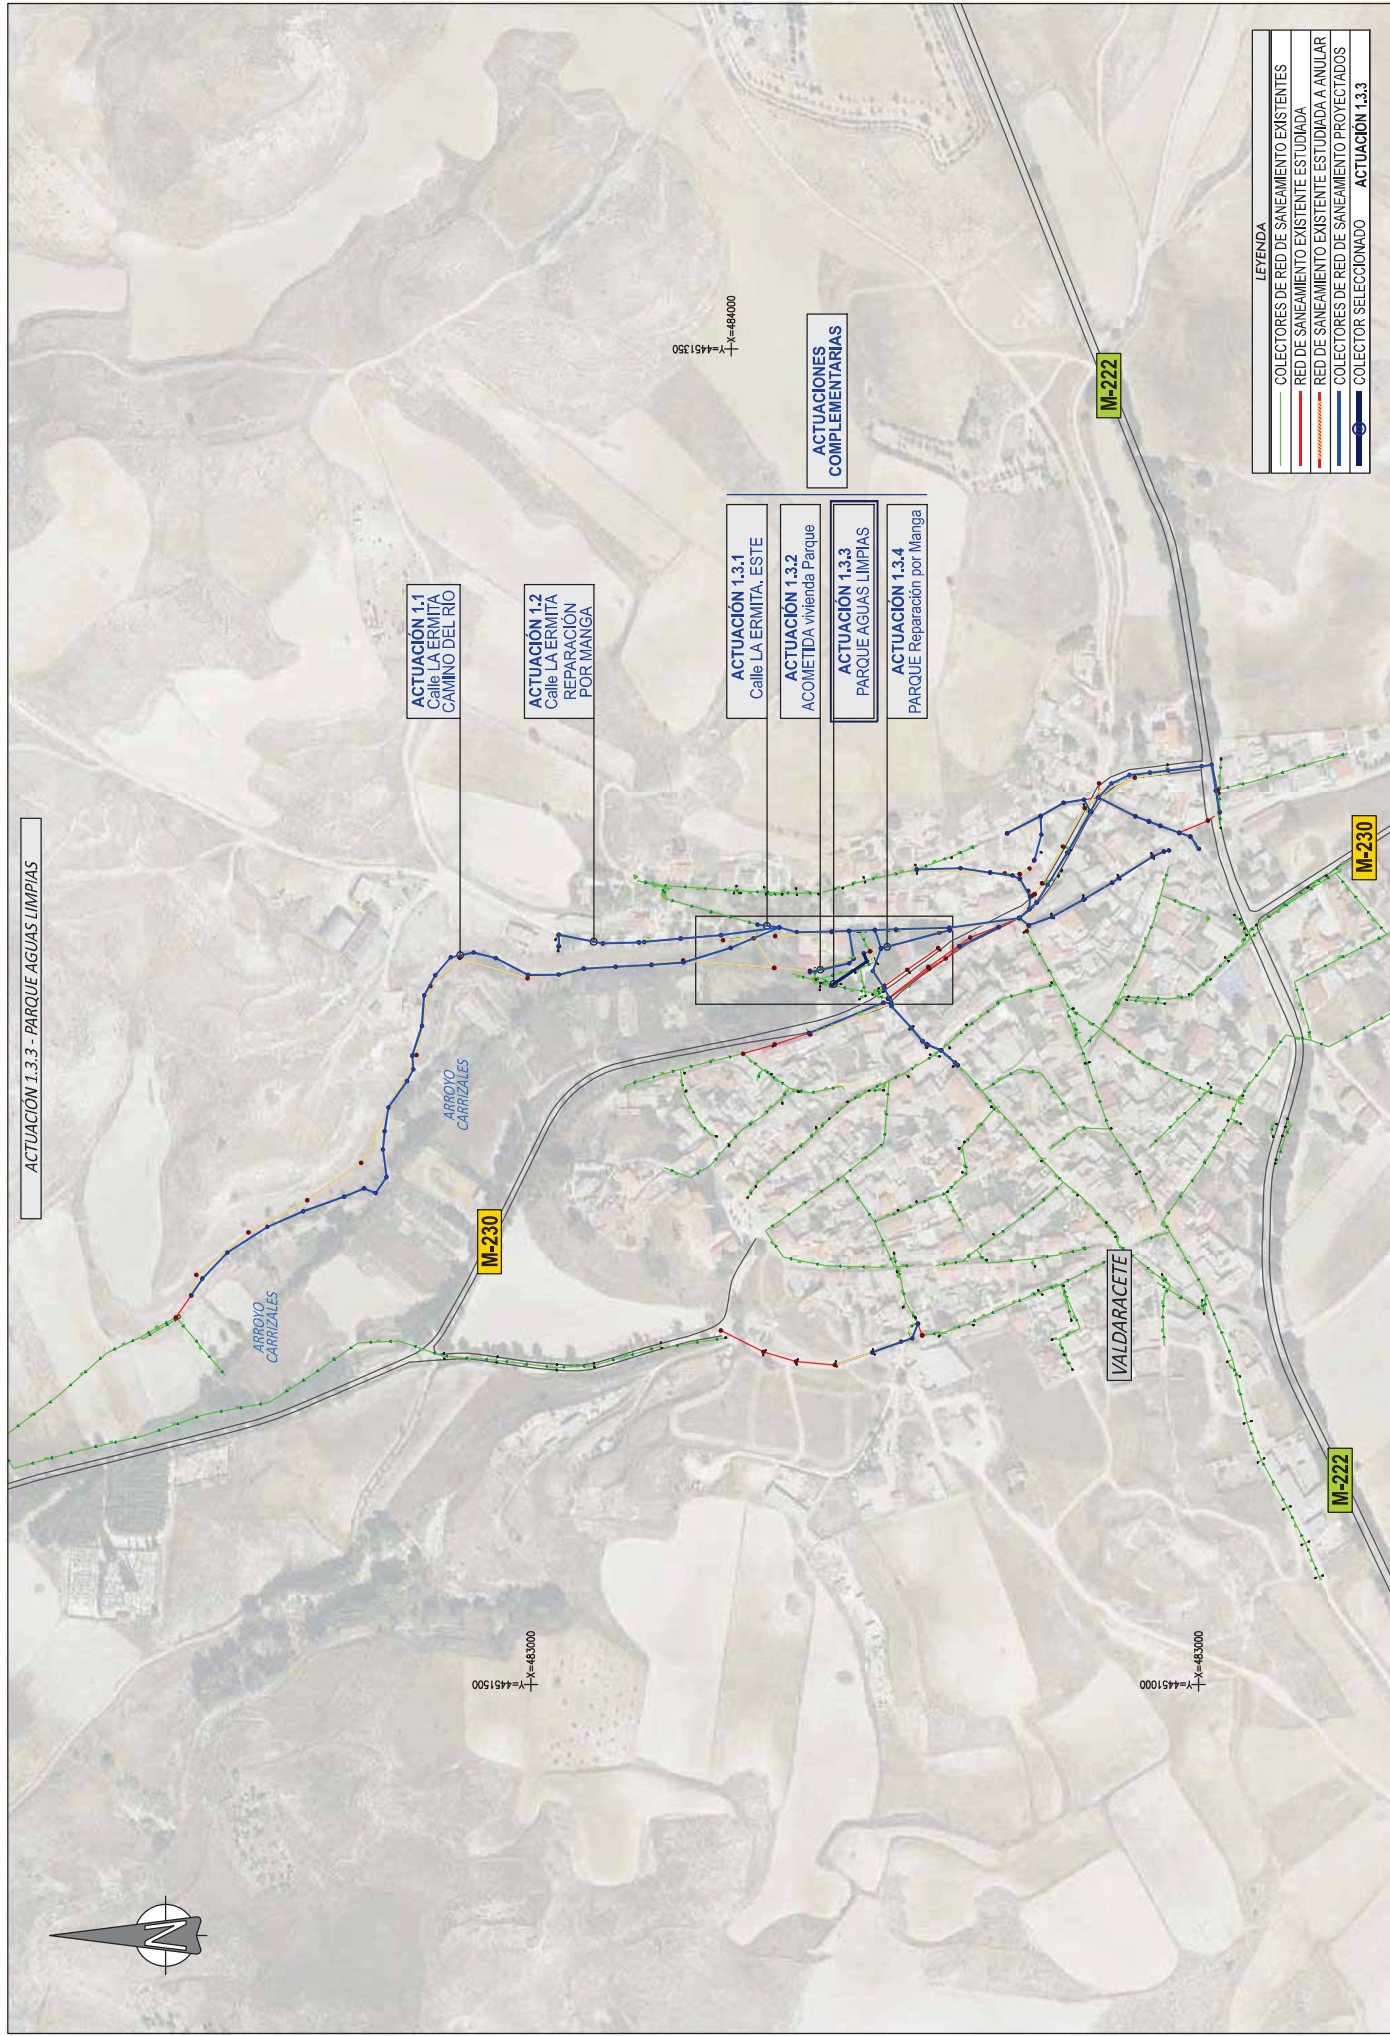 ACTUACIÓN 1.3.3 - PARQUE AGUAS LIMPIAS
ACTUACIÓN 1.1
Calle LA ERMITA
CAMINO DEL RÍO
ACTUACIÓN 1.2
Calle LA ERMITA
REPARACIÓN
POR MANGA
ACTUACIÓN 1.3.1
Calle LA ERMITA. ESTE
ACTUACIÓN 1.3.2
ACOMETIDA vivienda Parque
ACTUACIÓN 1.3.3
PARQUE AGUAS LIMPIAS
ACTUACIÓN 1.3.4
PARQUE Reparación por Manga
ACTUACIONES
COMPLEMENTARIAS
ARROYO
CARRIZALES
ARROYO
CARRIZALES
M-230
M-222
M-230
M-222
VALDARACETE
Y=4451350
X=484000
Y=4451500
X=483000
Y=4451000
X=483000
N
LEYENDA
COLECTORES DE RED DE SANEAMIENTO EXISTENTES
RED DE SANEAMIENTO EXISTENTE ESTUDIADA
RED DE SANEAMIENTO EXISTENTE ESTUDIADA A ANULAR
COLECTORES DE RED DE SANEAMIENTO PROYECTADOS
COLECTOR SELECCIONADO ACTUACIÓN 1.3.3